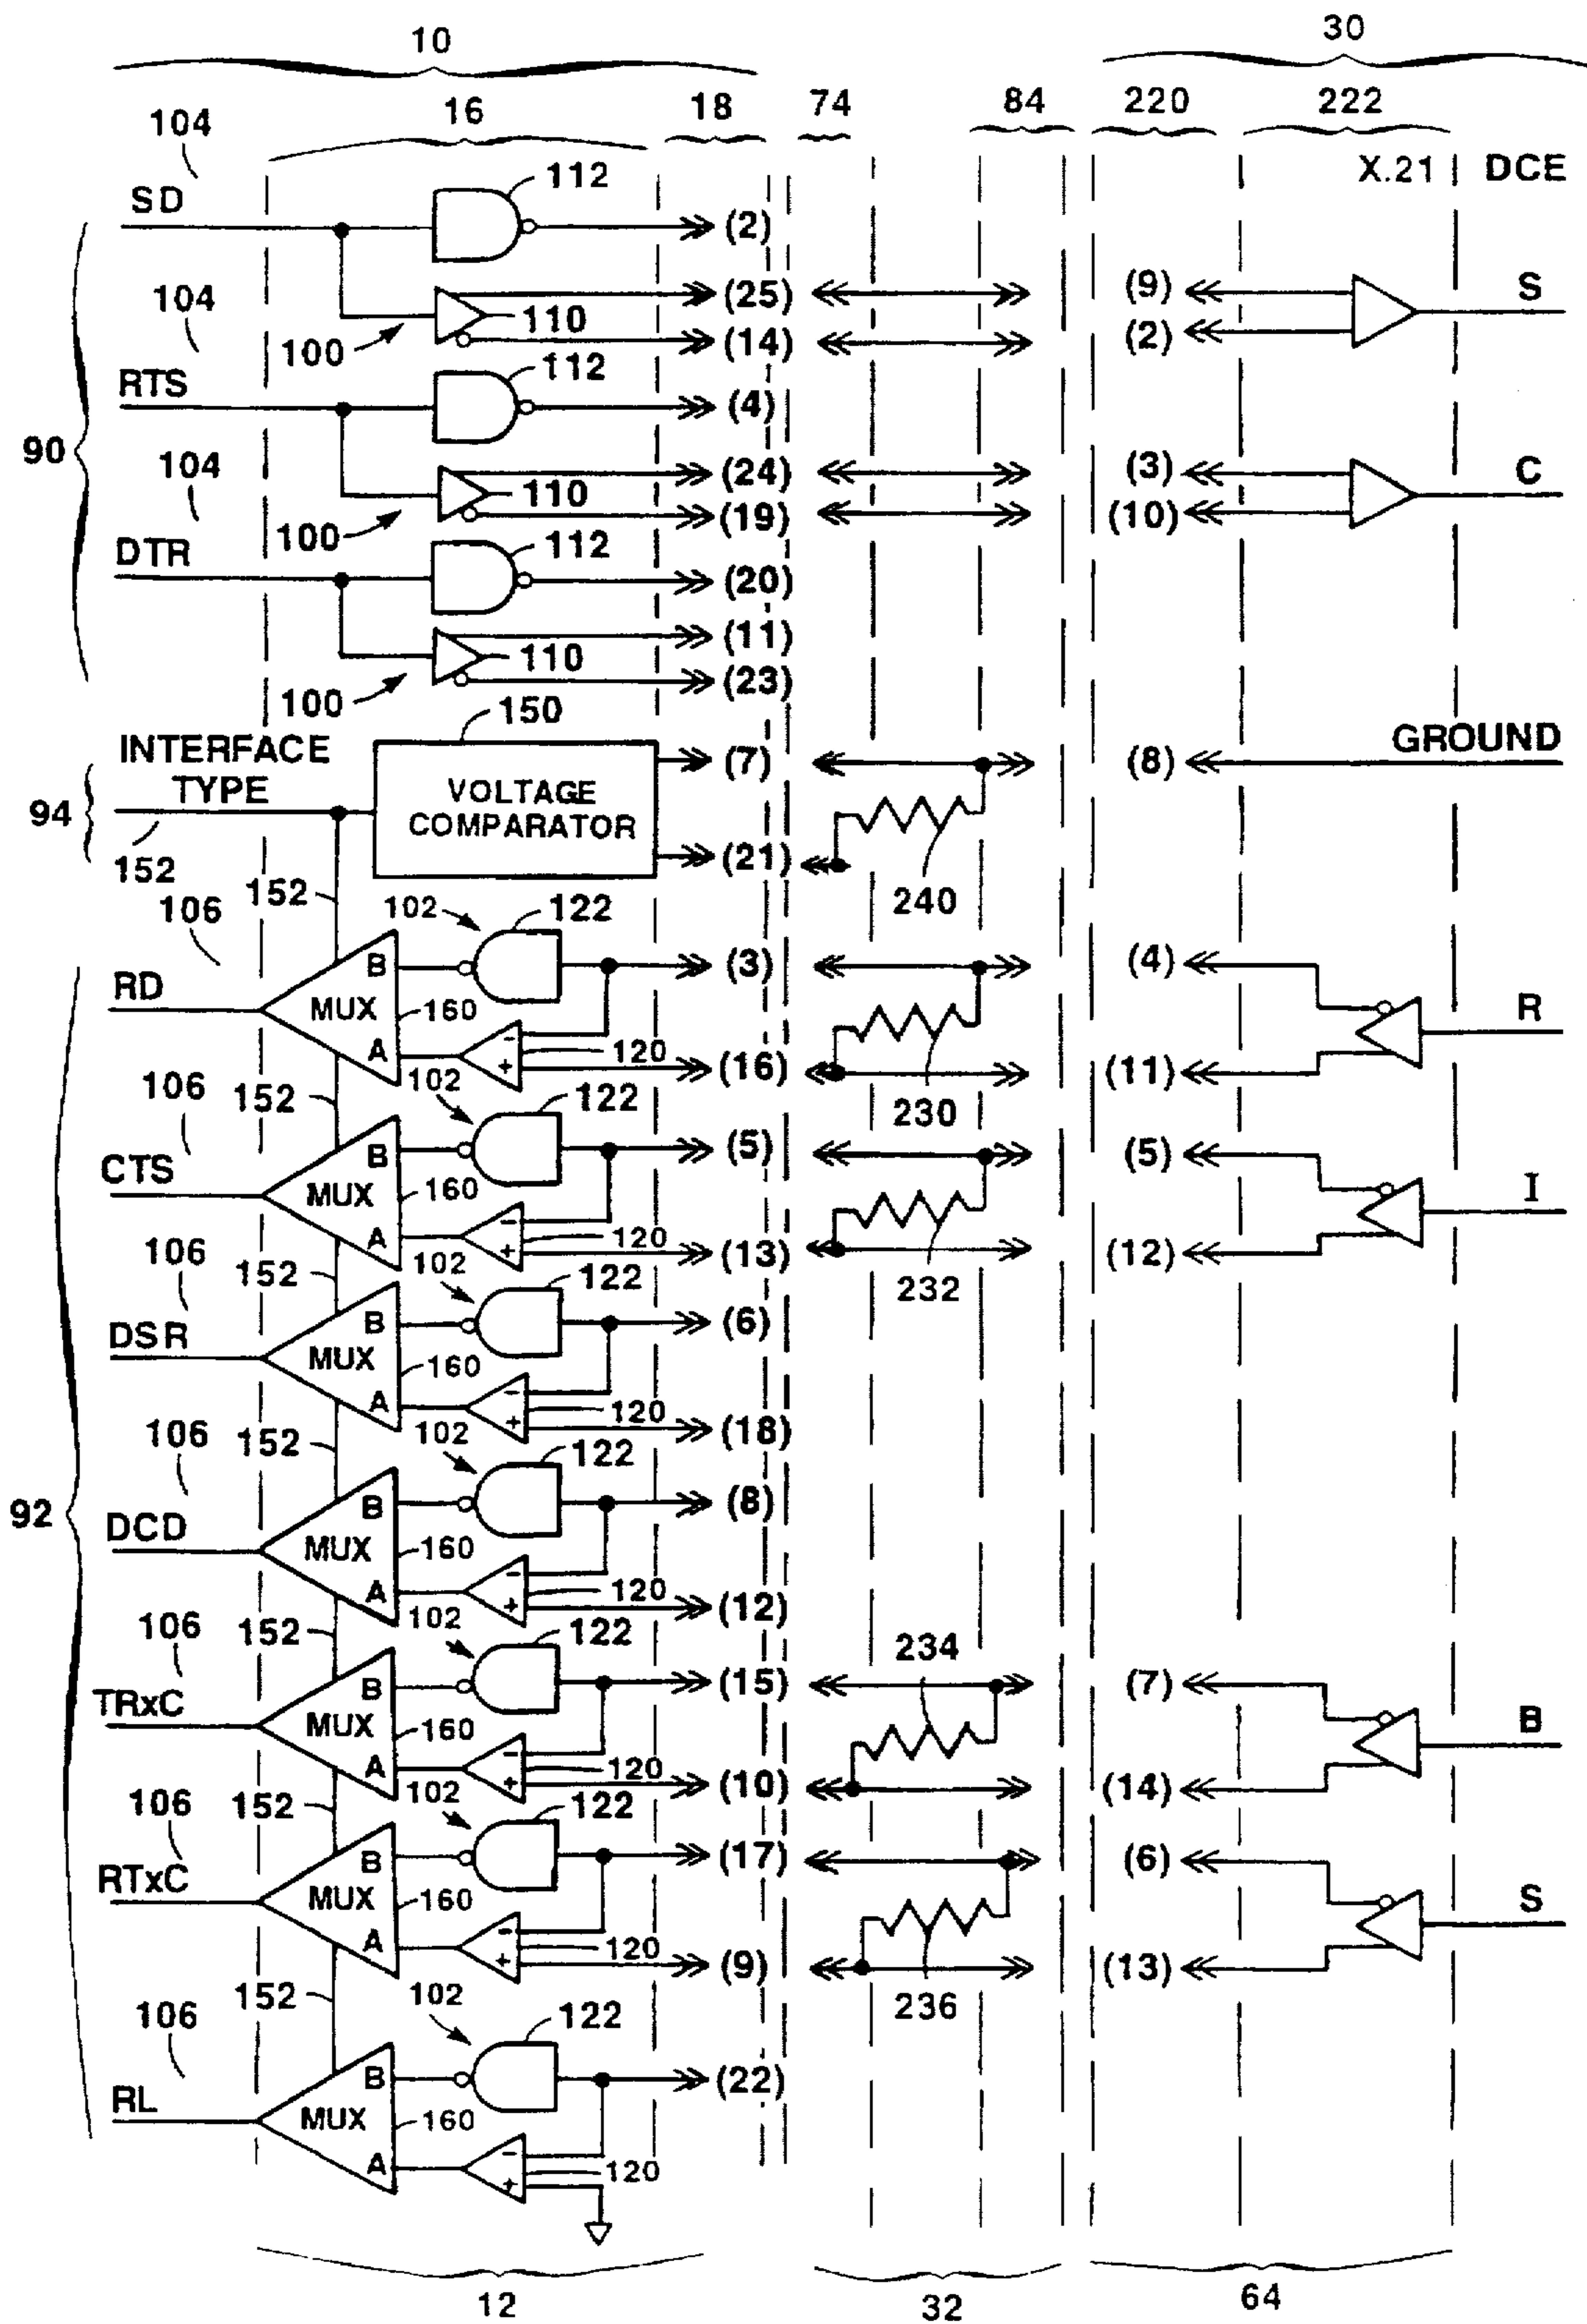 10 30
16 18 74 84 220 222
104 112 X.21 DCE
SD (2)
(25) (9) S
104 110
100 (14) (2)
112
RTS (4)
90
104 (24) (3) C
110
100 (19) (10)
112
DTR (20)
(11)
110
100 (23)
150
INTERFACE (7) (8) GROUND
94 TYPE VOLTAGE
COMPARATOR
152 (21)
152 240
106 102 122
B (3) (4)
RD MUX 160 R
A - 120
+ (16) (11)
106 152 102 122 230
B (5) (5)
CTS MUX 160 I
A - 120
+ (13) (12)
106 152 102 122 232
B (6)
DSR MUX 160
A - 120
+ (18)
106 152 102 122
B (8)
92
DCD MUX 160
A - 120
+ (12)
106 152 102 122 234
B (15) (7)
TRxC MUX 160 B
A - 120
+ (10) (14)
106 152 102 122
B (17) (6)
RTxC MUX 160 S
A - 120
+ (9) (13)
152 102 122 236
106
B (22)
RL MUX 160
A - 120
+
12 32 64